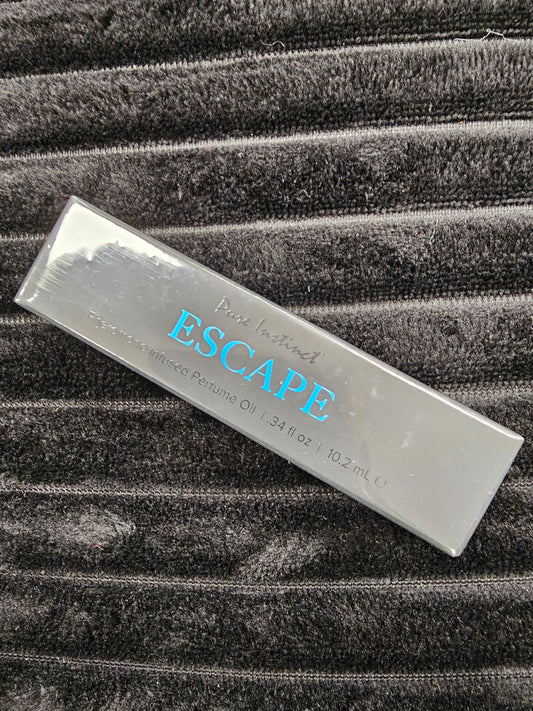 Pure Instinct
ESCAPE
Pheromone Infused Perfume Oil | .34 fl oz | 10.2 mL ℮